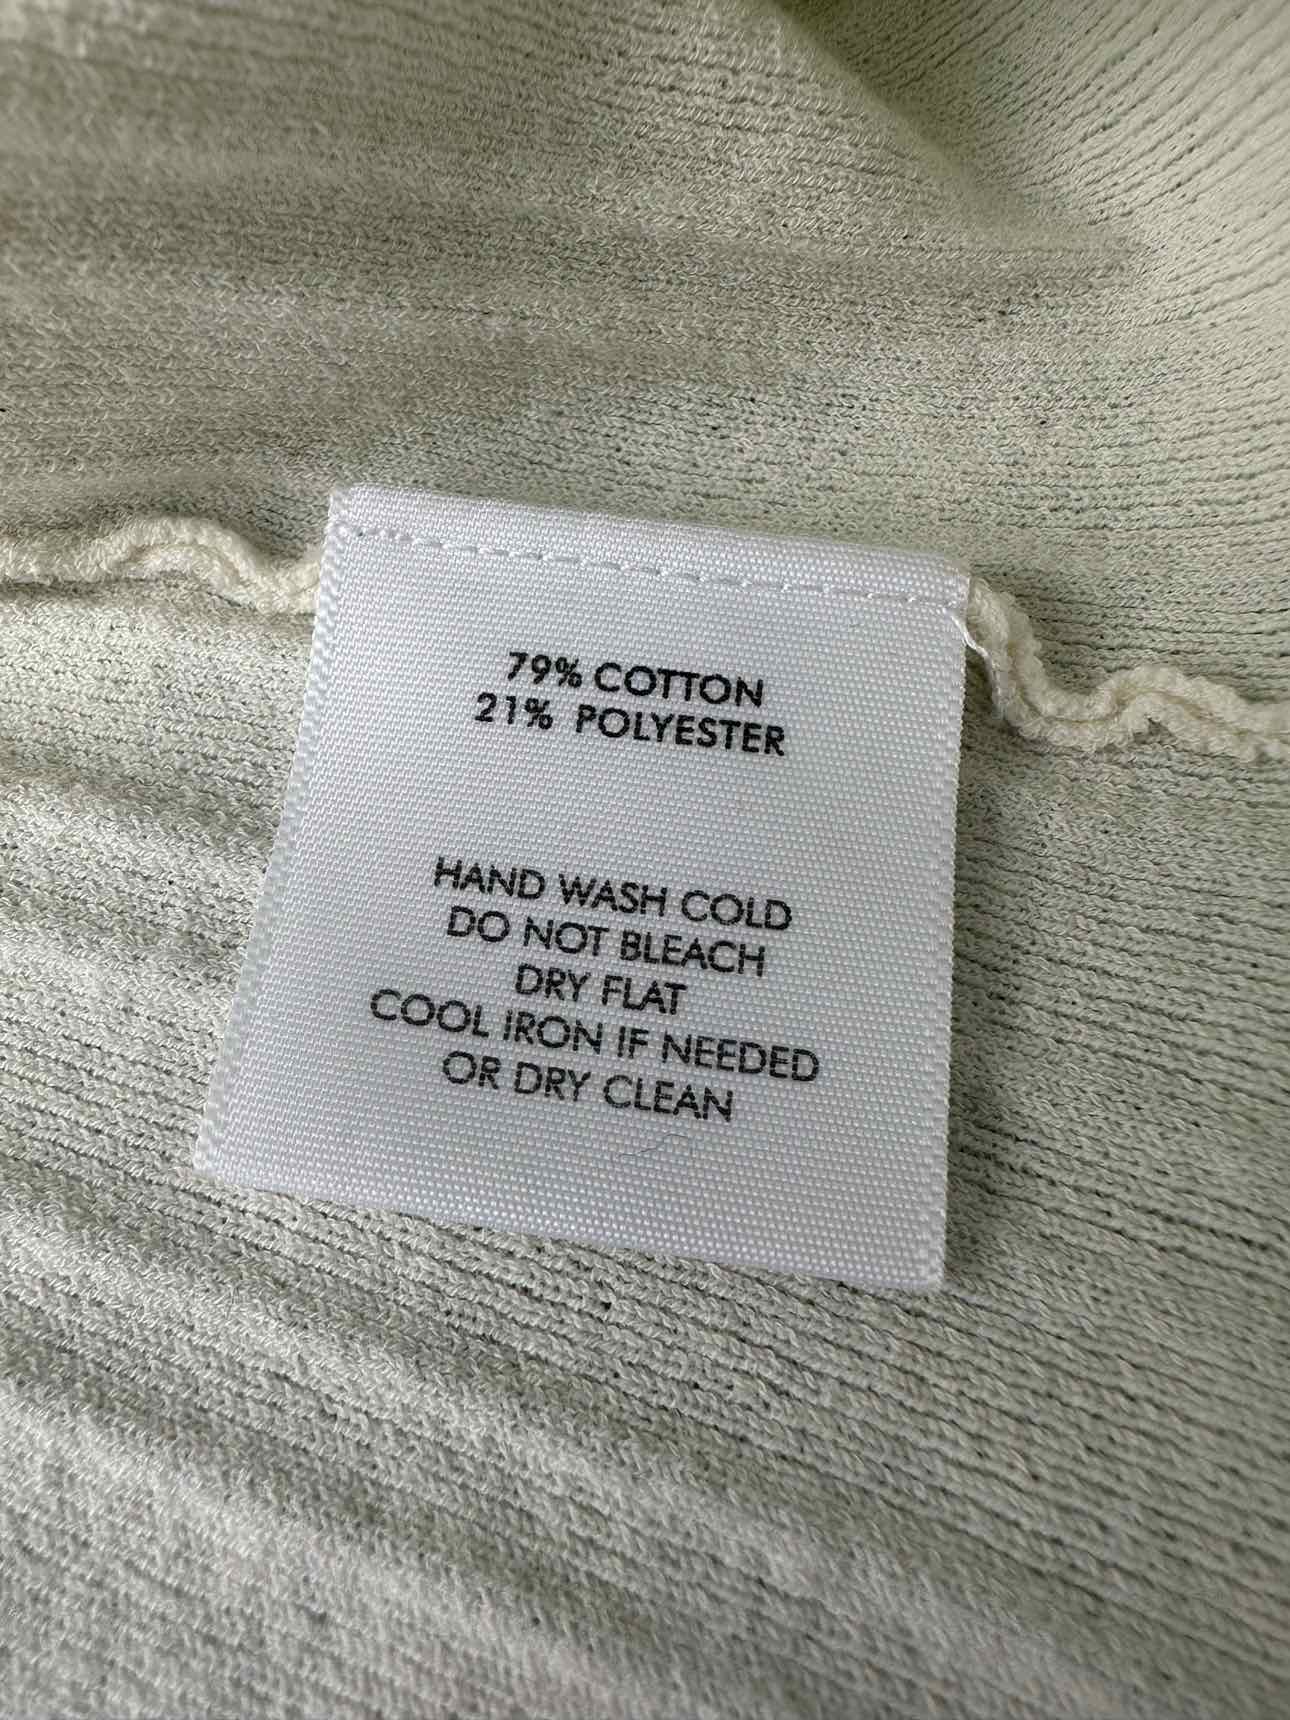 79% COTTON
21% POLYESTER
HAND WASH COLD
DO NOT BLEACH
DRY FLAT
COOL IRON IF NEEDED
OR DRY CLEAN